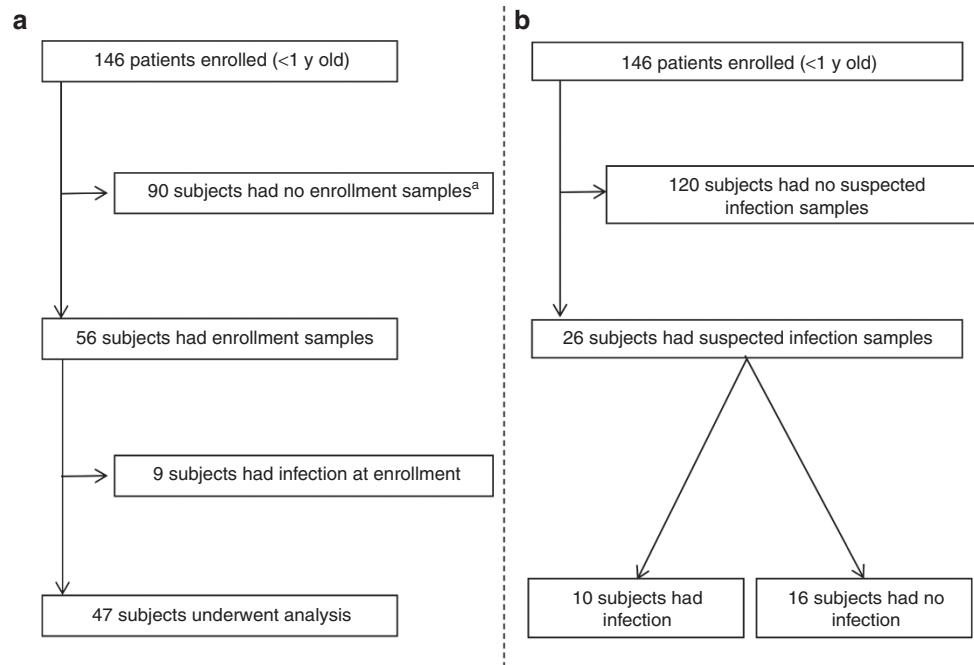 a
146 patients enrolled (<1 y old)
90 subjects had no enrollment samplesᵃ
56 subjects had enrollment samples
9 subjects had infection at enrollment
47 subjects underwent analysis
b
146 patients enrolled (<1 y old)
120 subjects had no suspected
infection samples
26 subjects had suspected infection samples
10 subjects had
infection
16 subjects had no
infection